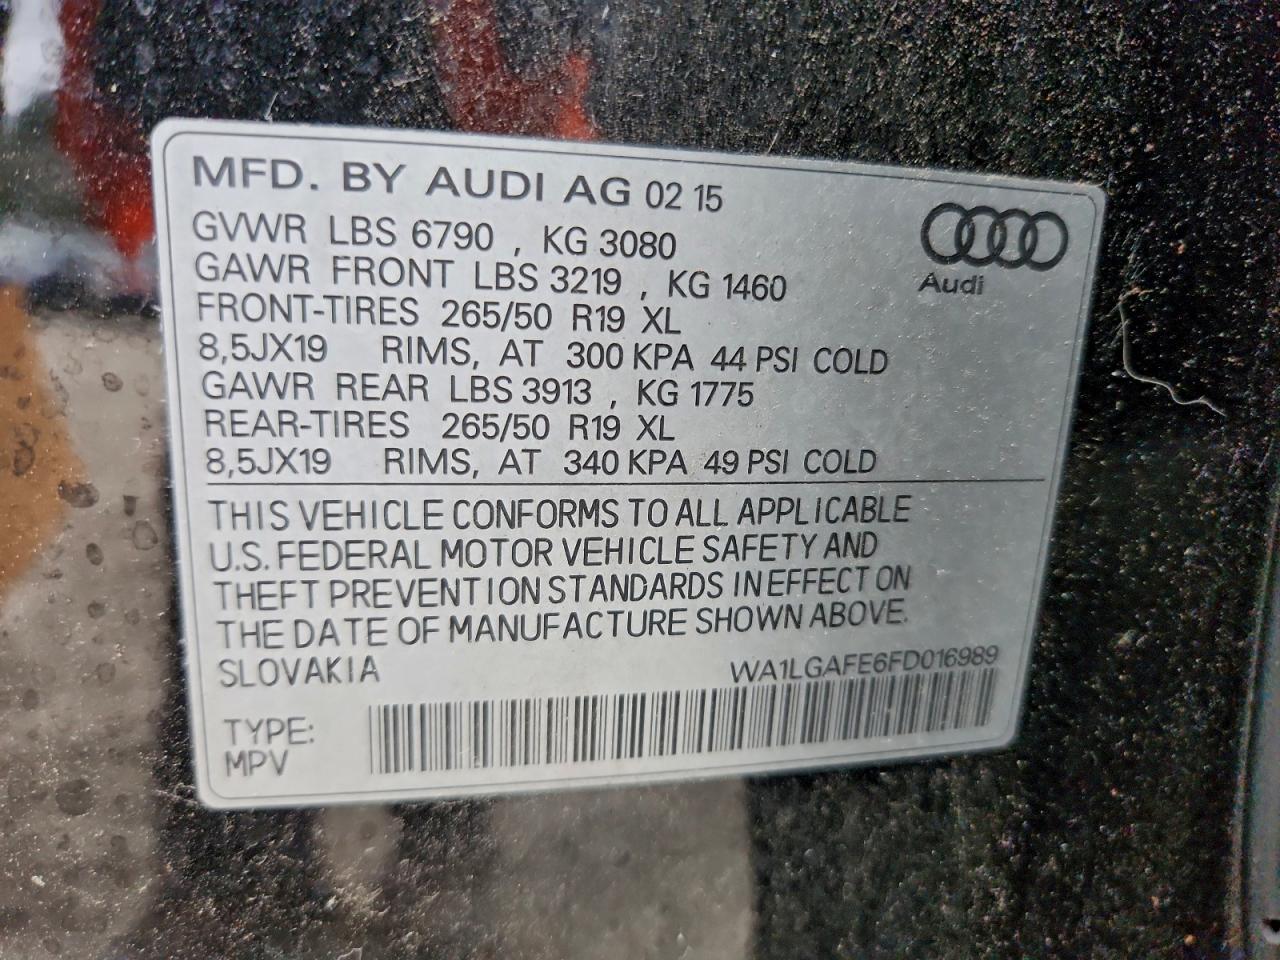 MFD. BY AUDI AG 02 15
GVWR LBS 6790 , KG 3080
GAWR FRONT LBS 3219 , KG 1460
FRONT-TIRES 265/50 R19 XL
8,5JX19 RIMS, AT 300 KPA 44 PSI COLD
GAWR REAR LBS 3913 , KG 1775
REAR-TIRES 265/50 R19 XL
8,5JX19 RIMS, AT 340 KPA 49 PSI COLD
Audi
THIS VEHICLE CONFORMS TO ALL APPLICABLE
U.S. FEDERAL MOTOR VEHICLE SAFETY AND
THEFT PREVENTION STANDARDS IN EFFECT ON
THE DATE OF MANUFACTURE SHOWN ABOVE.
SLOVAKIA WA1LGAFE6FD016989
TYPE:
MPV